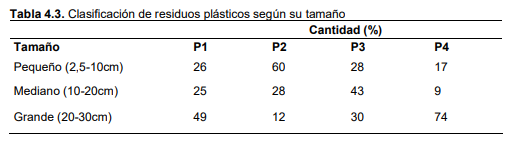 Tabla 4.3. Clasificación de residuos plásticos según su tamaño
Cantidad (%)
Tamaño P1 P2 P3 P4
Pequeño (2,5-10cm) 26 60 28 17
Mediano (10-20cm) 25 28 43 9
Grande (20-30cm) 49 12 30 74